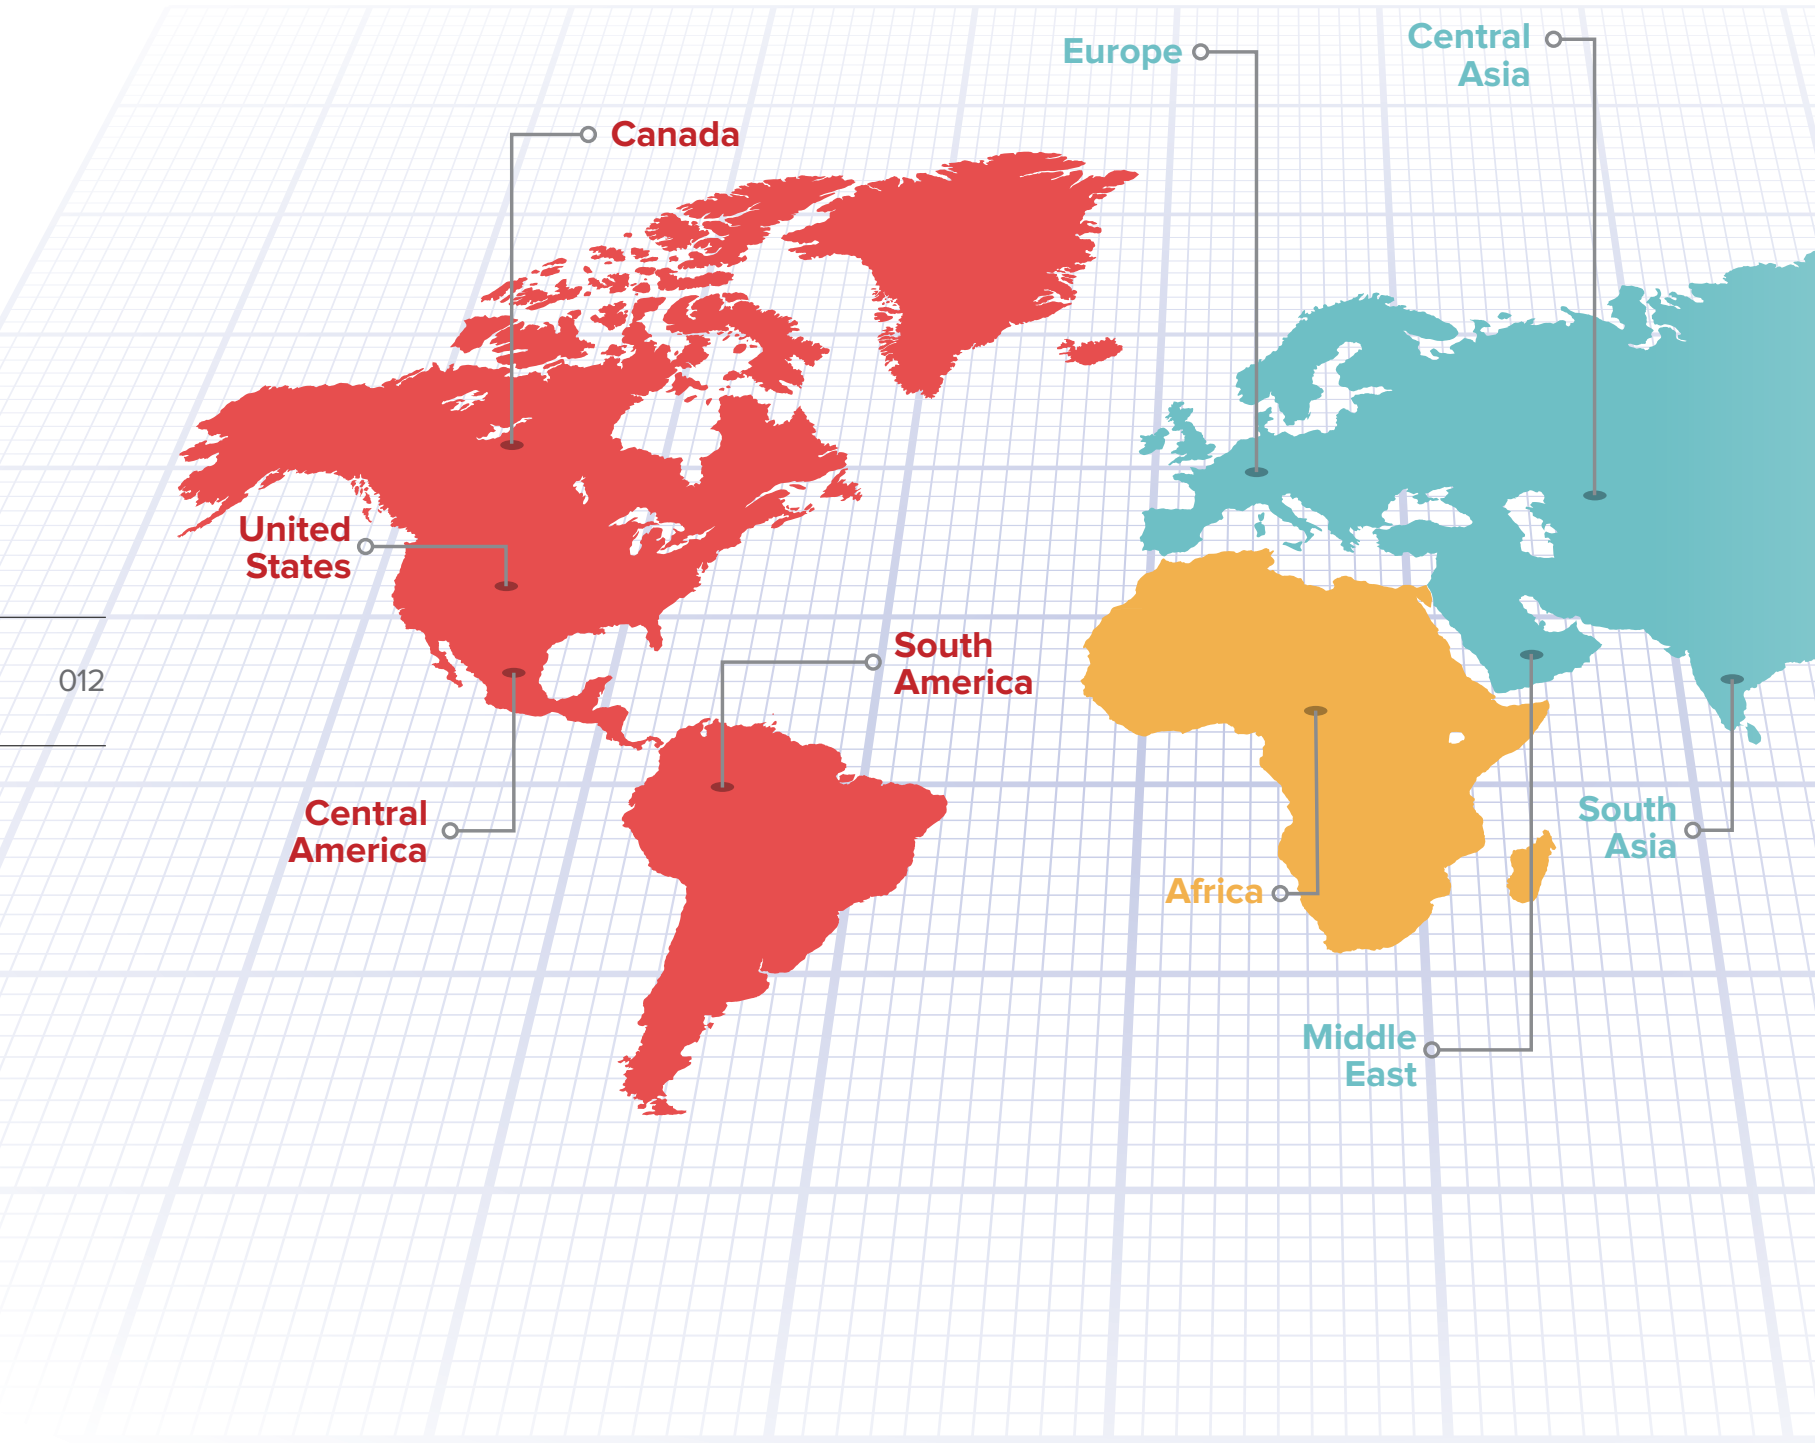 Europe
Central
Asia
Canada
United
States
South
America
012
Central
America
South
Asia
Africa
Middle
East